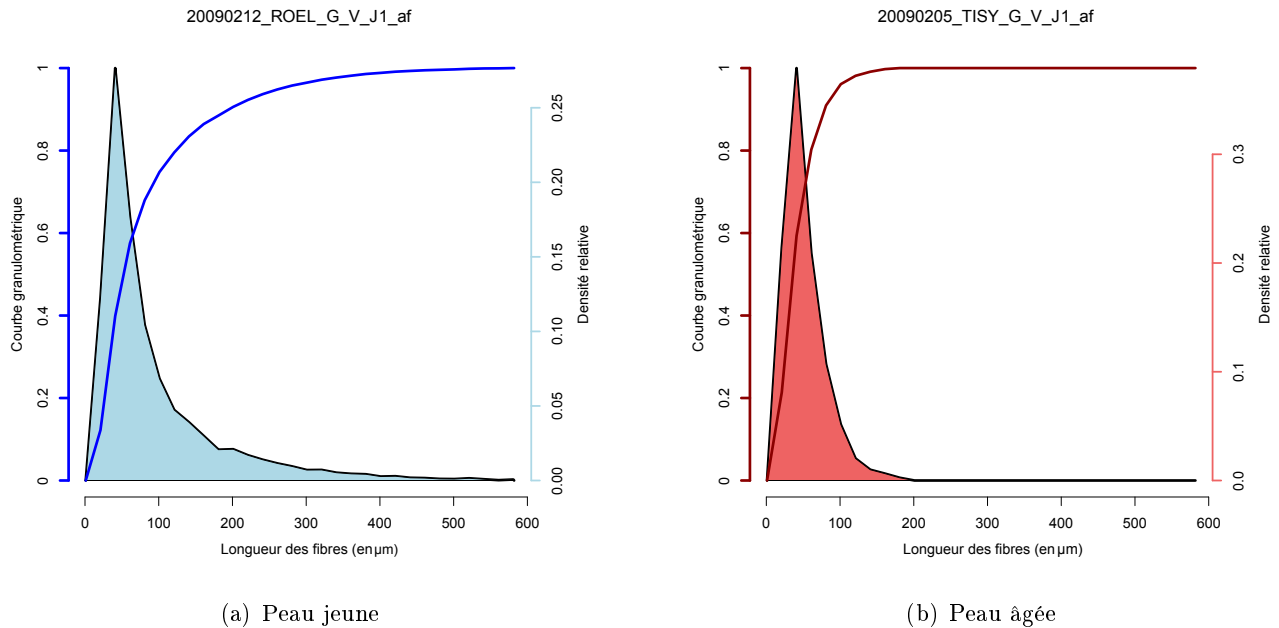 20090212_ROEL_G_V_J1_af
Courbe granulométrique
0 0.2 0.4 0.6 0.8 1
0.00 0.05 0.10 0.15 0.20 0.25
Densité relative
0 100 200 300 400 500 600
Longueur des fibres (en µm)
(a) Peau jeune
20090205_TISY_G_V_J1_af
Courbe granulométrique
0 0.2 0.4 0.6 0.8 1
0.0 0.1 0.2 0.3
Densité relative
0 100 200 300 400 500 600
Longueur des fibres (en µm)
(b) Peau âgée